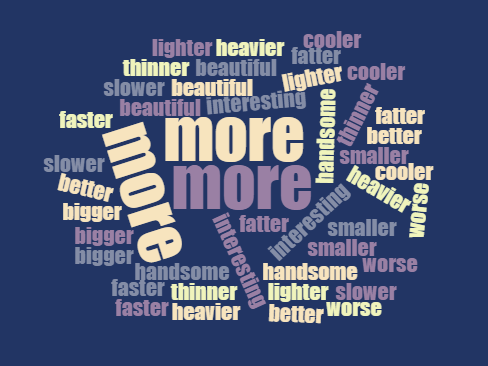 cooler
lighter heavier
fatter
thinner beautiful
lighter cooler
slower beautiful
beautiful interesting
handsome
thinner
faster
more
fatter
better
more
more
smaller
slower
cooler
better
heavier
worse
bigger
interesting
interesting
fatter
smaller
bigger
smaller
bigger
worse
handsome
handsome
faster thinner
lighter slower
faster heavier
better worse